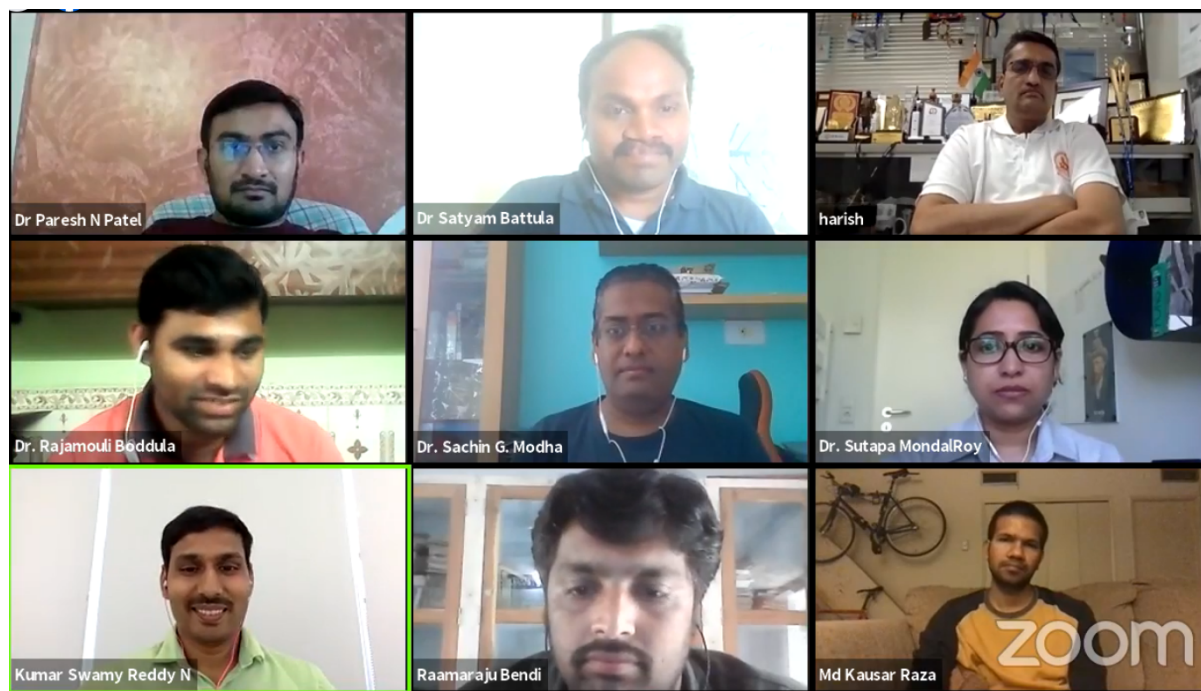 Dr Paresh N Patel
Dr Satyam Battula
harish
Dr. Rajamouli Boddula
Dr. Sachin G. Modha
Dr. Sutapa MondalRoy
Kumar Swamy Reddy N
Raamaraju Bendi
Md Kausar Raza
zoom